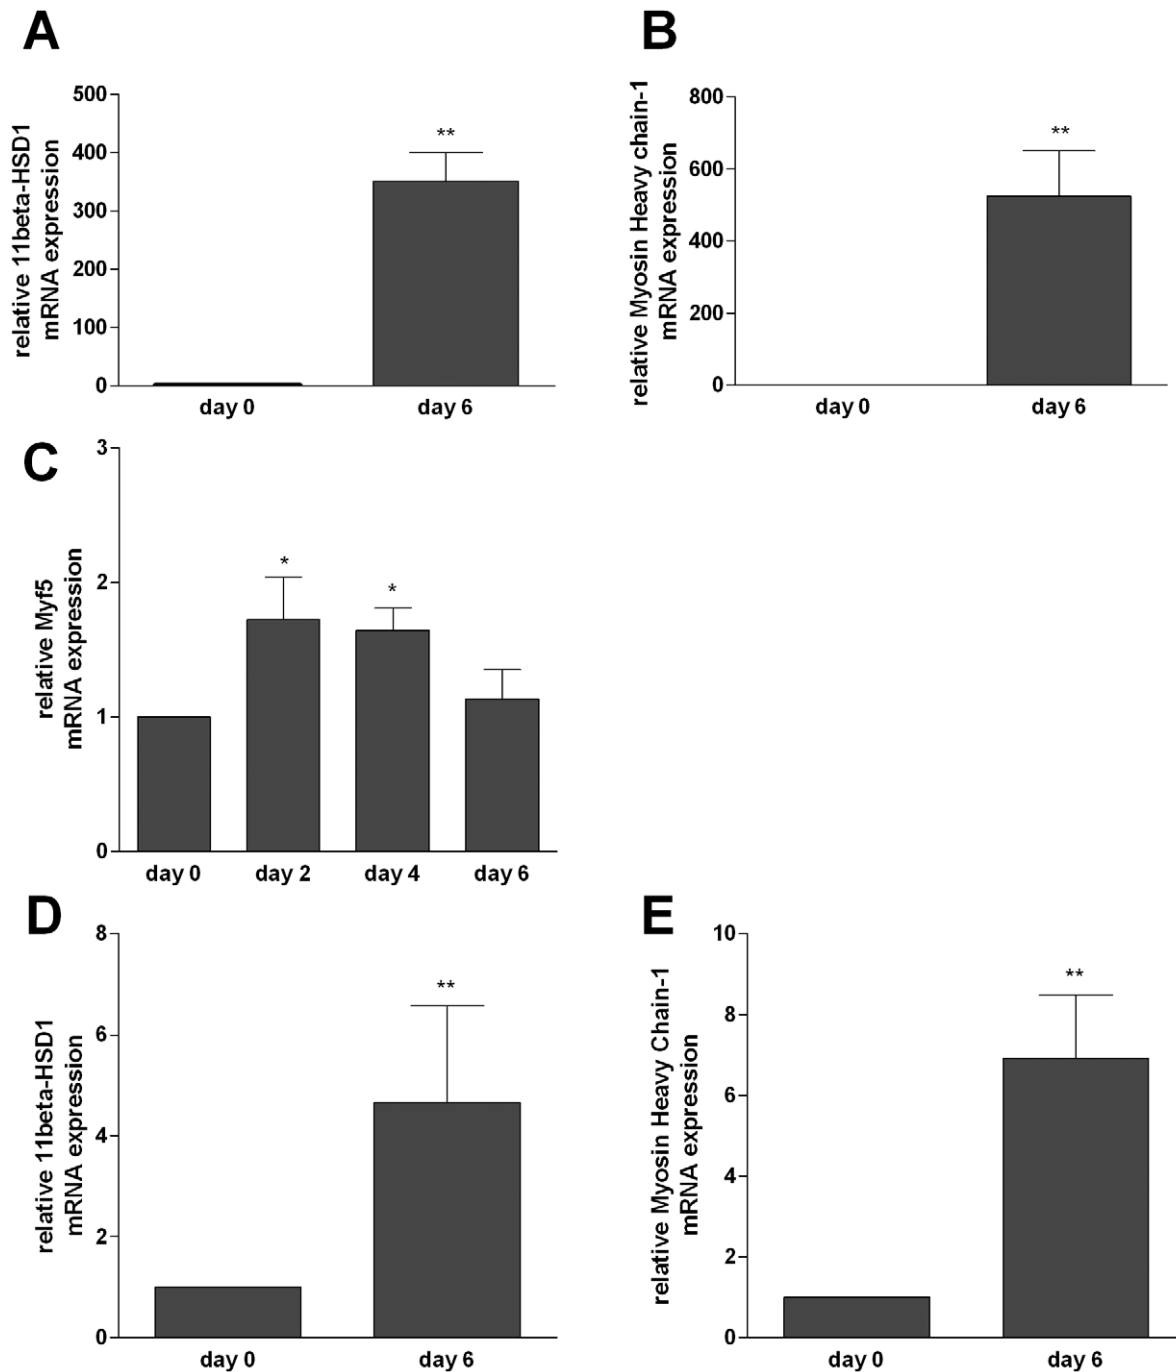 A
relative 11beta-HSD1
mRNA expression
500
400
300
200
100
0
**
day 0
day 6
B
relative Myosin Heavy chain-1
mRNA expression
800
600
400
200
0
**
day 0
day 6
C
relative Myf5
mRNA expression
3
2
1
0
*
*
day 0
day 2
day 4
day 6
D
relative 11beta-HSD1
mRNA expression
8
6
4
2
0
**
day 0
day 6
E
relative Myosin Heavy Chain-1
mRNA expression
10
8
6
4
2
0
**
day 0
day 6